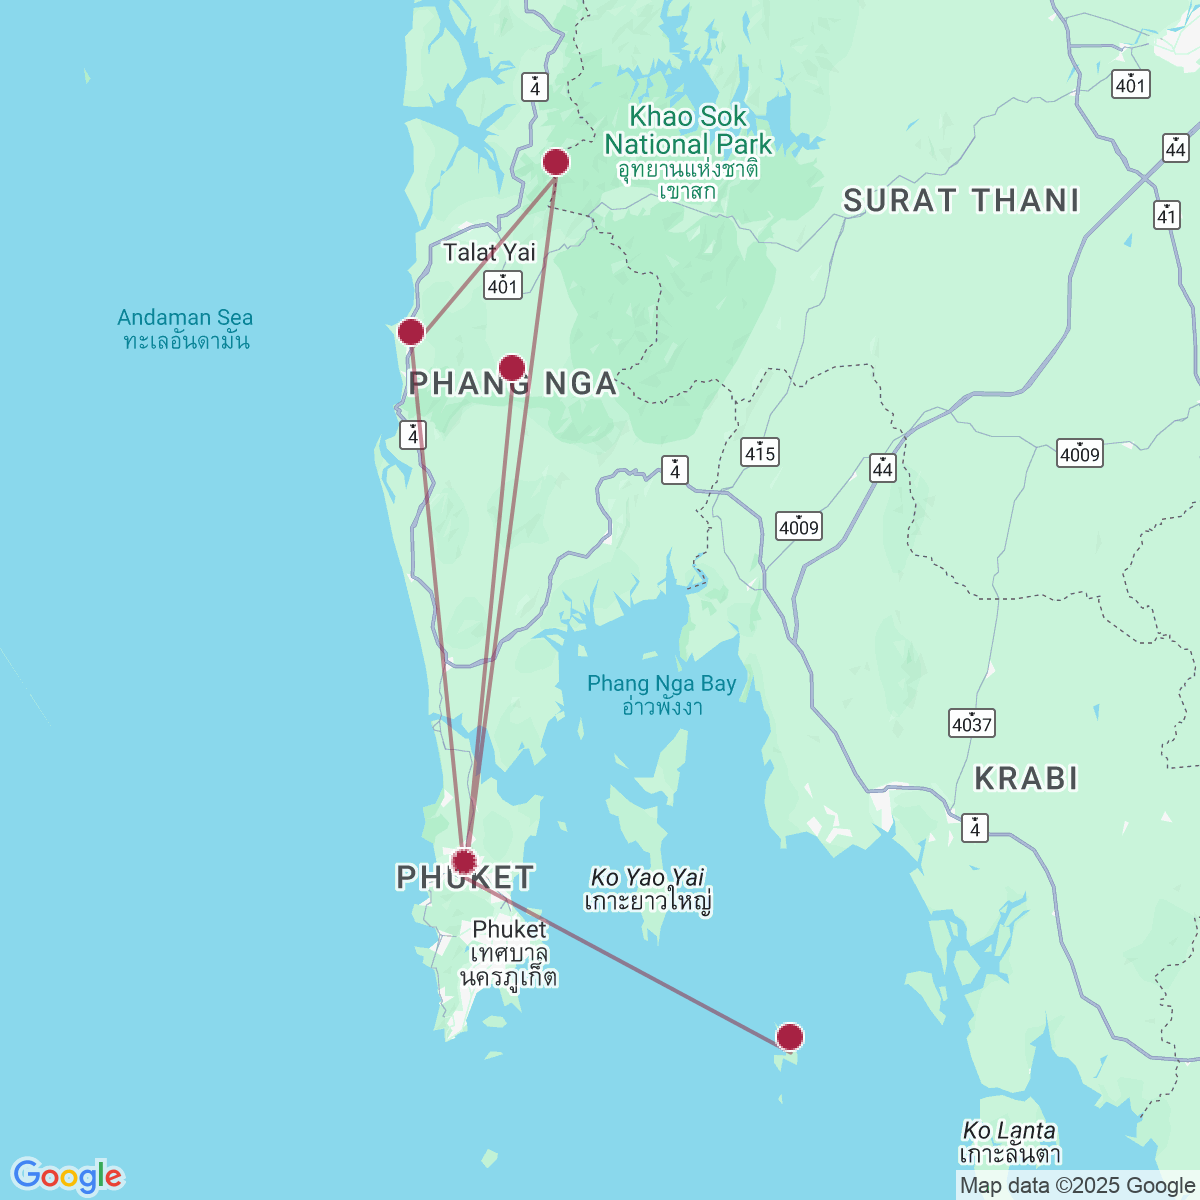 4
401
Khao Sok
National Park
อุทยานแห่งชาติ
เขาสก
44
SURAT THANI
41
Talat Yai
401
Andaman Sea
ทะเลอันดามัน
PHANG NGA
4
415
4
44
4009
4009
Phang Nga Bay
อ่าวพังงา
4037
KRABI
4
PHUKET
Ko Yao Yai
เกาะยาวใหญ่
Phuket
เทศบาล
นครภูเก็ต
Ko Lanta
เกาะลันตา
Google
Map data ©2025 Google